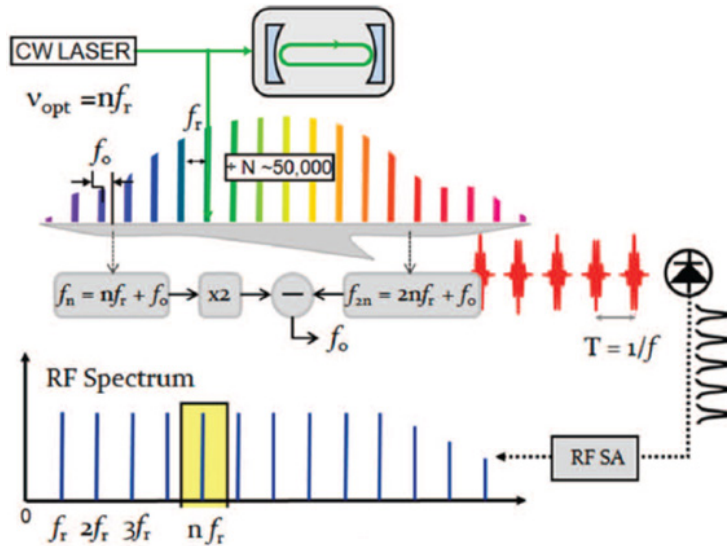 CW LASER
νopt =nfr
fr
fo
÷ N ~50,000
fn = nfr + fo
x2
−
f2n = 2nfr + fo
fo
T = 1/f
RF Spectrum
RF SA
0
fr 2fr 3fr n fr